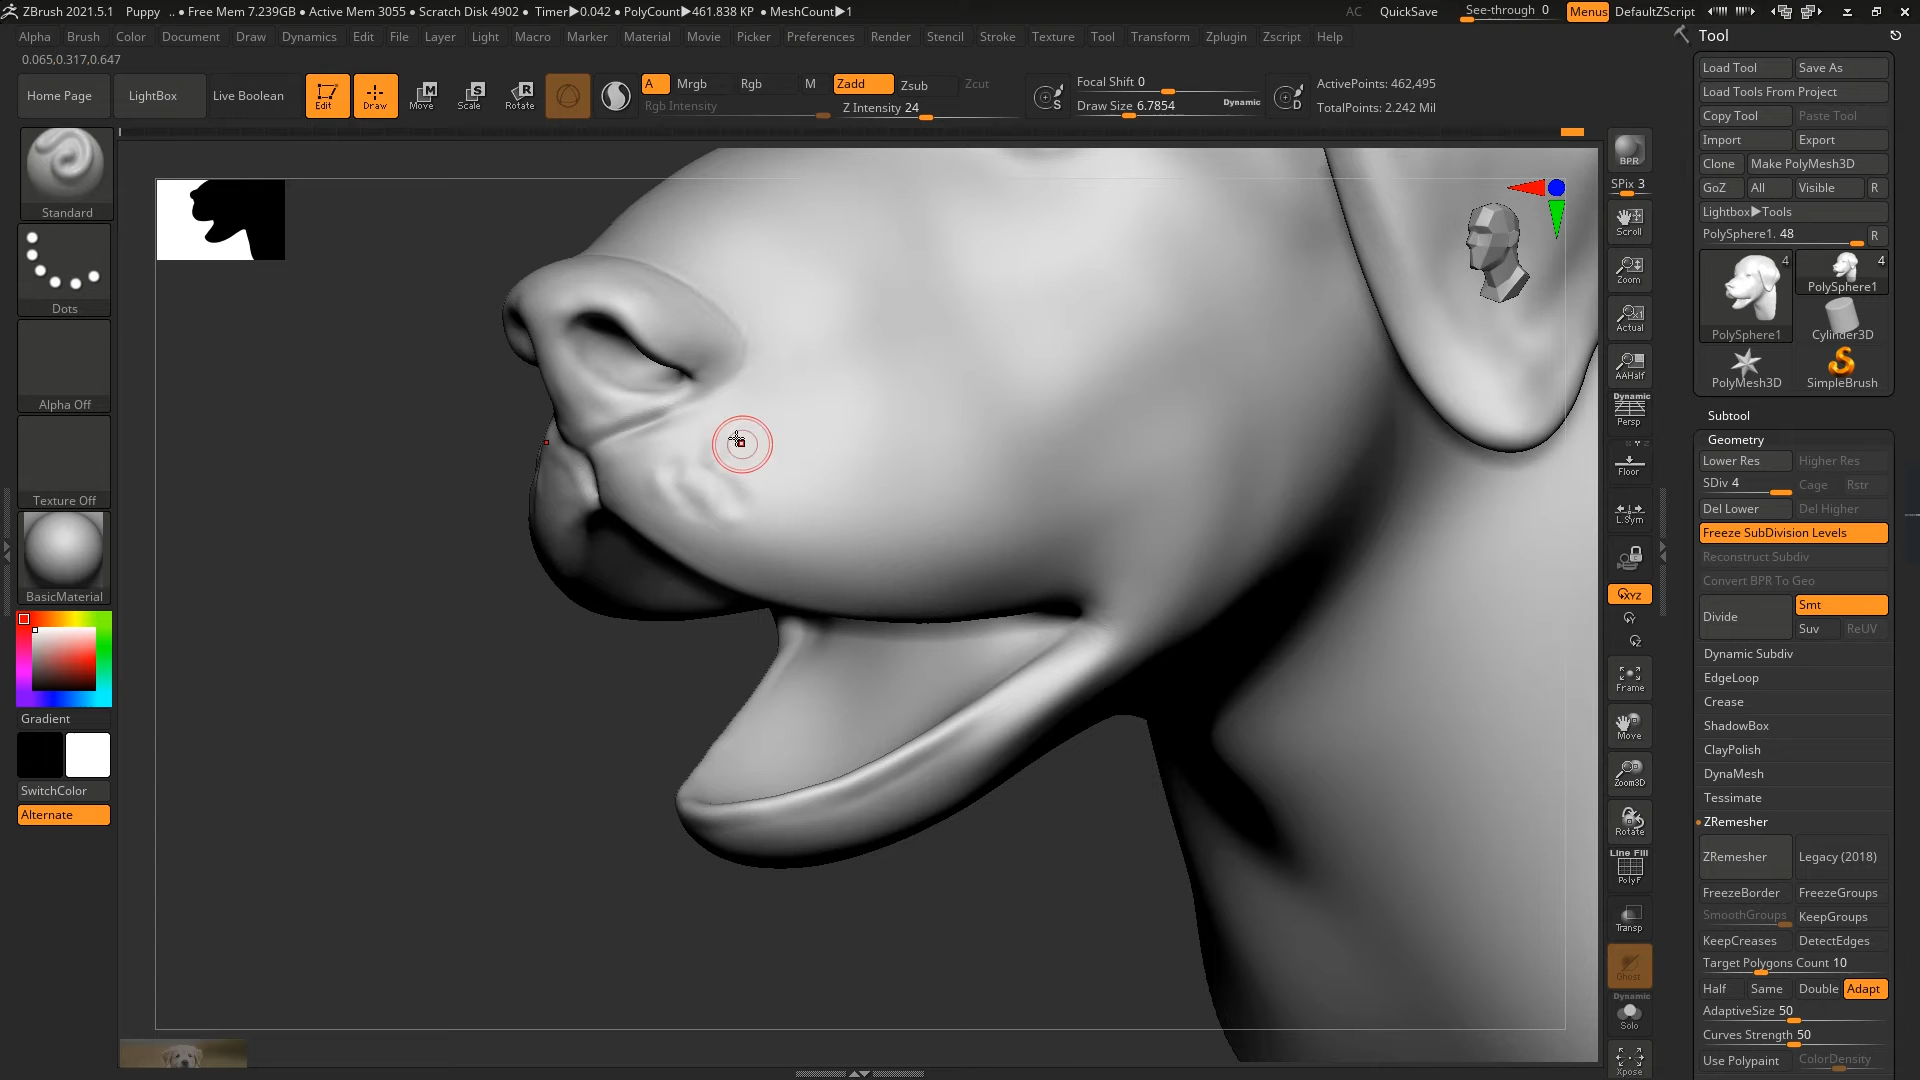 ZBrush 2021.5.1 Puppy .. • Free Mem 7.239GB • Active Mem 3055 • Scratch Disk 4902 • Timer▶0.042 • PolyCount▶461.838 KP • MeshCount▶1 AC QuickSave See-through 0 Menus DefaultZScript
Alpha Brush Color Document Draw Dynamics Edit File Layer Light Macro Marker Material Movie Picker Preferences Render Stencil Stroke Texture Tool Transform Zplugin Zscript Help
0.065,0.317,0.647
Home Page LightBox Live Boolean Edit Draw Move Scale Rotate
A Mrgb Rgb M Zadd Zsub Zcut
Rgb Intensity Z Intensity 24
S Focal Shift 0
Draw Size 6.7854 Dynamic
D ActivePoints: 462,495
TotalPoints: 2.242 Mil
Standard
Dots
Alpha Off
Texture Off
BasicMaterial
Gradient
SwitchColor
Alternate
BPR
SPix 3
Scroll
Zoom
Actual
AAHalf
Dynamic
Persp
Floor
L.Sym
XYZ
Y
Z
Frame
Move
Zoom3D
Rotate
Line Fill
PolyF
Transp
Ghost
Dynamic
Solo
Xpose
Tool
Load Tool Save As
Load Tools From Project
Copy Tool Paste Tool
Import Export
Clone Make PolyMesh3D
GoZ All Visible R
Lightbox▶Tools
PolySphere1. 48 R
4 4
PolySphere1
PolySphere1 Cylinder3D
PolyMesh3D SimpleBrush
Subtool
Geometry
Lower Res Higher Res
SDiv 4 Cage Rstr
Del Lower Del Higher
Freeze SubDivision Levels
Reconstruct Subdiv
Convert BPR To Geo
Divide Smt
Suv ReUV
Dynamic Subdiv
EdgeLoop
Crease
ShadowBox
ClayPolish
DynaMesh
Tessimate
ZRemesher
ZRemesher Legacy (2018)
FreezeBorder FreezeGroups
SmoothGroups KeepGroups
KeepCreases DetectEdges
Target Polygons Count 10
Half Same Double Adapt
AdaptiveSize 50
Curves Strength 50
Use Polypaint ColorDensity